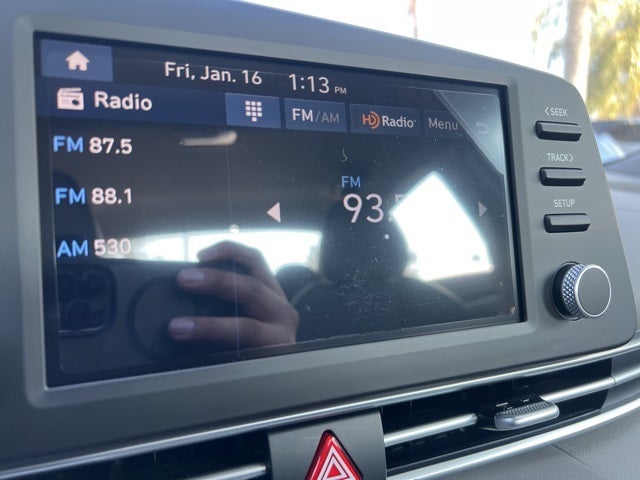 Fri, Jan. 16 1:13 PM
Radio FM/AM HD Radio Menu
FM 87.5
FM 88.1
AM 530
FM
< SEEK
TRACK >
SETUP